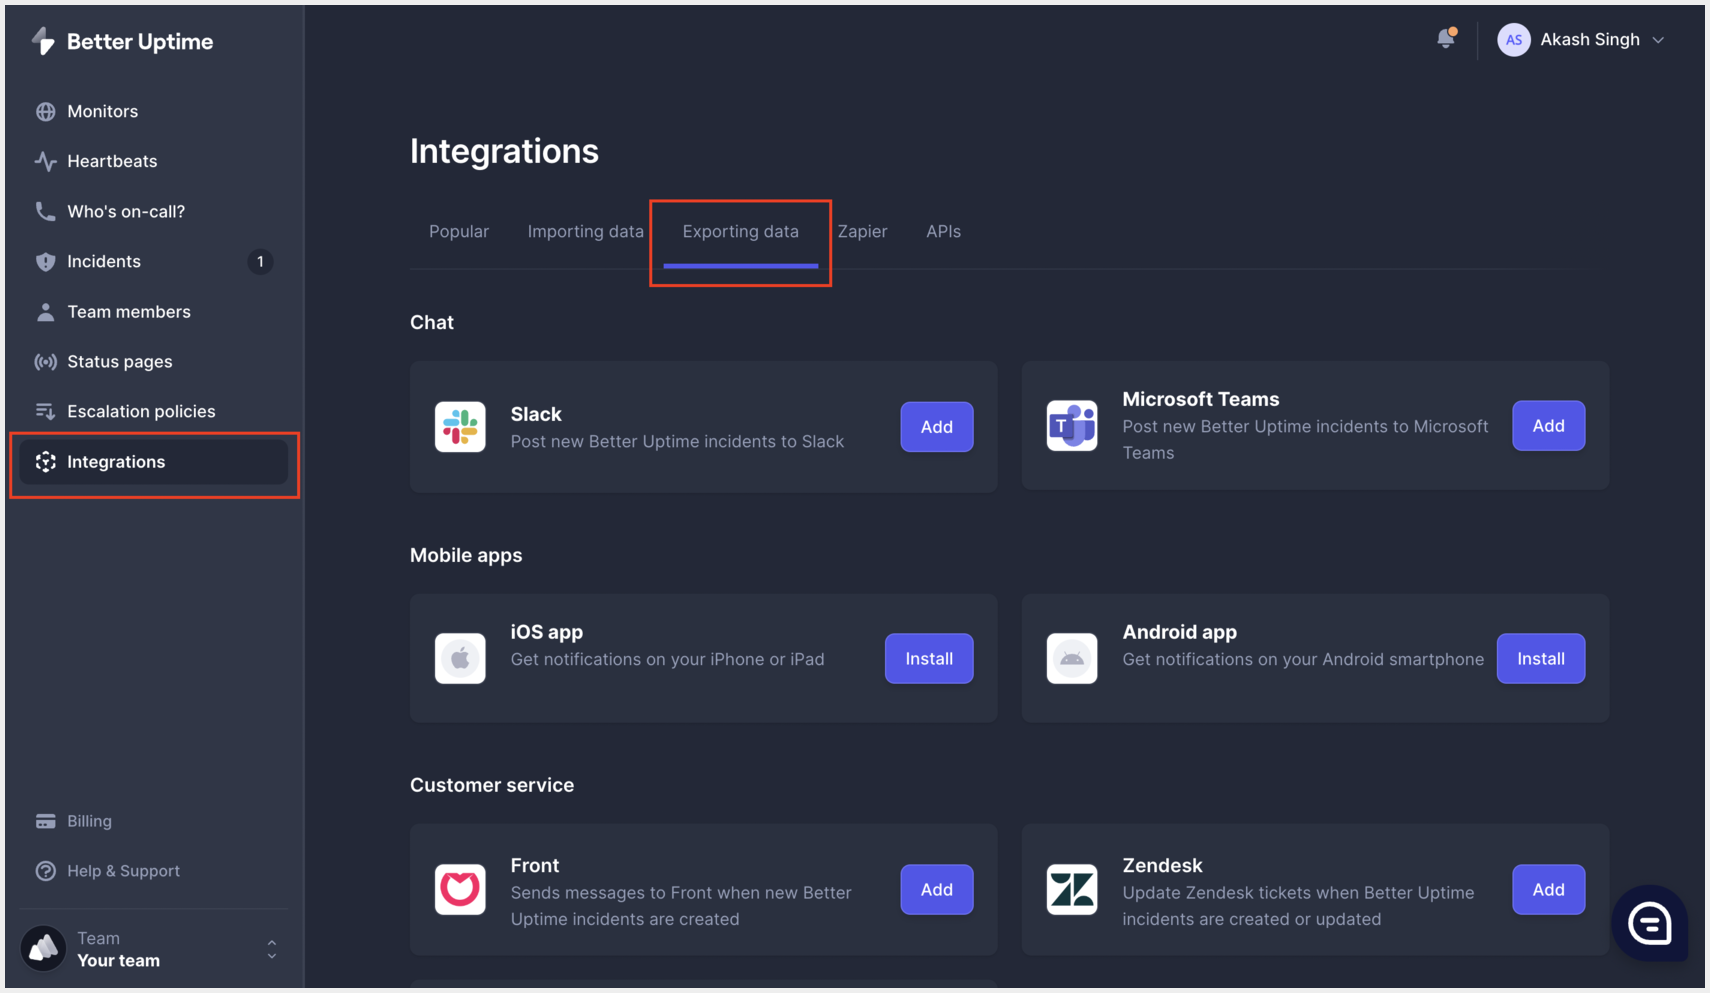 Better Uptime
Monitors
Heartbeats
Who's on-call?
Incidents
1
Team members
Status pages
Escalation policies
Integrations
Billing
Help & Support
Team
Your team
AS
Akash Singh
Integrations
Popular
Importing data
Exporting data
Zapier
APIs
Chat
Slack
Post new Better Uptime incidents to Slack
Add
T
Microsoft Teams
Post new Better Uptime incidents to Microsoft
Teams
Add
Mobile apps
iOS app
Get notifications on your iPhone or iPad
Install
Android app
Get notifications on your Android smartphone
Install
Customer service
Front
Sends messages to Front when new Better
Uptime incidents are created
Add
Zendesk
Update Zendesk tickets when Better Uptime
incidents are created or updated
Add